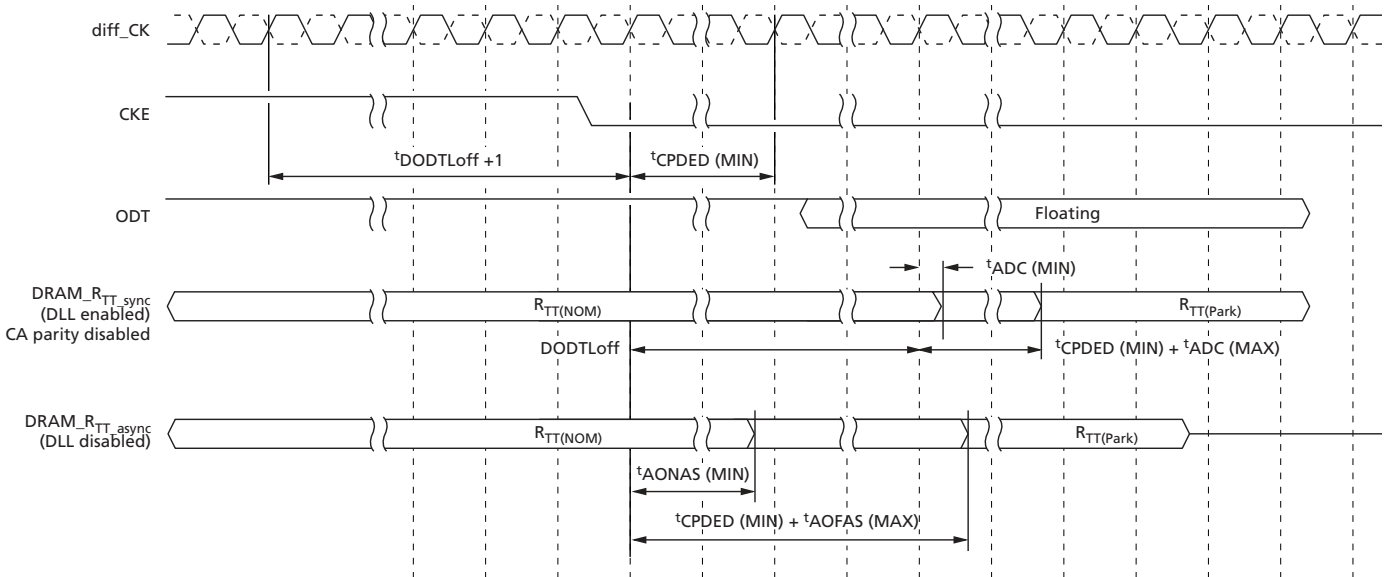 diff_CK
CKE
tDODTLoff +1
tCPDED (MIN)
ODT
Floating
tADC (MIN)
DRAM_RTT_sync
(DLL enabled)
CA parity disabled
RTT(NOM)
RTT(Park)
DODTLoff
tCPDED (MIN) + tADC (MAX)
DRAM_RTT_async
(DLL disabled)
RTT(NOM)
RTT(Park)
tAONAS (MIN)
tCPDED (MIN) + tAOFAS (MAX)